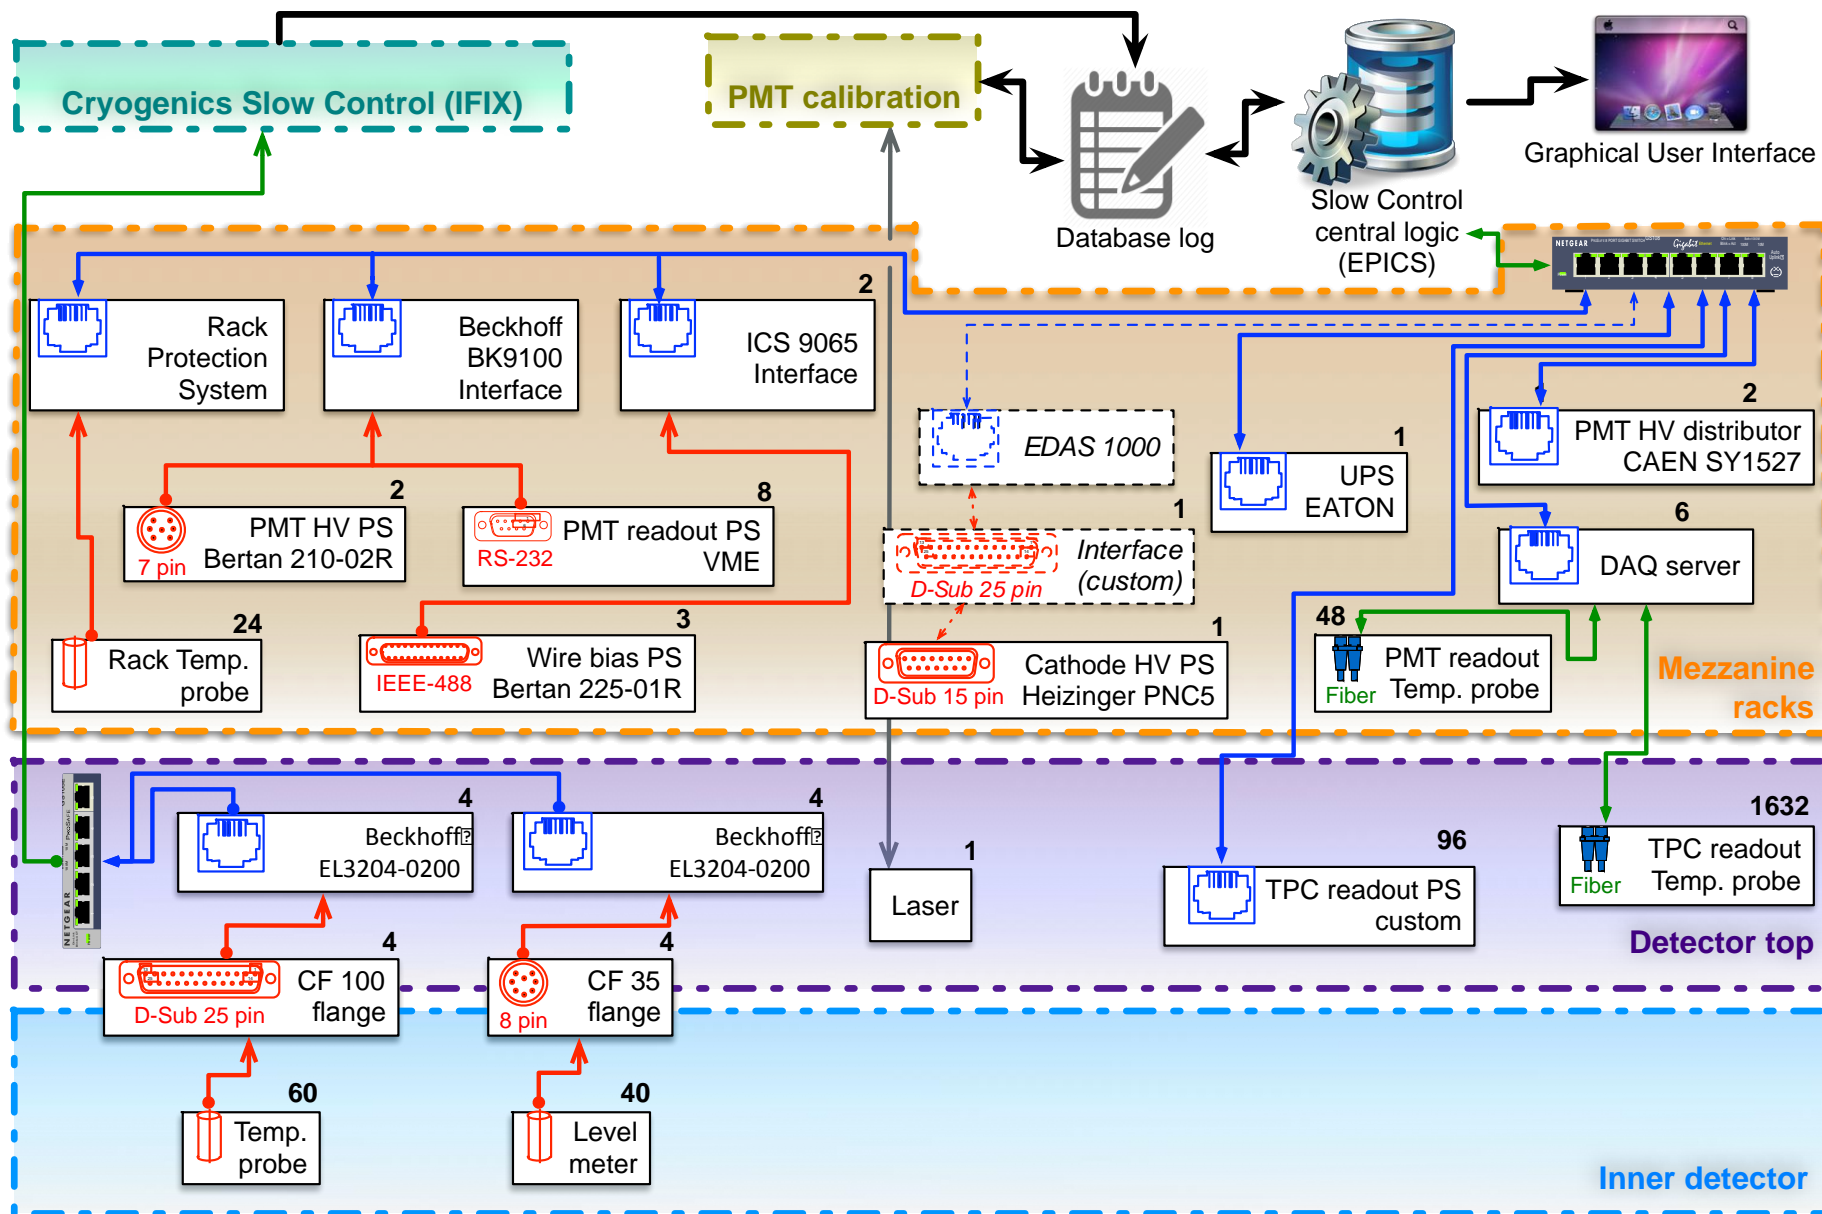 Cryogenics Slow Control (IFIX)
PMT calibration
Database log
Slow Control
central logic
(EPICS)
Graphical User Interface
NETGEAR
Gigabit
2
Rack
Protection
System
Beckhoff
BK9100
Interface
ICS 9065
Interface
EDAS 1000
1
UPS
EATON
2
PMT HV distributor
CAEN SY1527
2
7 pin
PMT HV PS
Bertan 210-02R
8
RS-232
PMT readout PS
VME
1
D-Sub 25 pin
Interface
(custom)
6
DAQ server
24
Rack Temp.
probe
3
IEEE-488
Wire bias PS
Bertan 225-01R
1
D-Sub 15 pin
Cathode HV PS
Heizinger PNC5
48
Fiber
PMT readout
Temp. probe
Mezzanine
racks
NETGEAR
4
Beckhoff
EL3204-0200
4
Beckhoff
EL3204-0200
1
Laser
96
TPC readout PS
custom
1632
Fiber
TPC readout
Temp. probe
Detector top
4
D-Sub 25 pin
CF 100
flange
4
8 pin
CF 35
flange
60
Temp.
probe
40
Level
meter
Inner detector